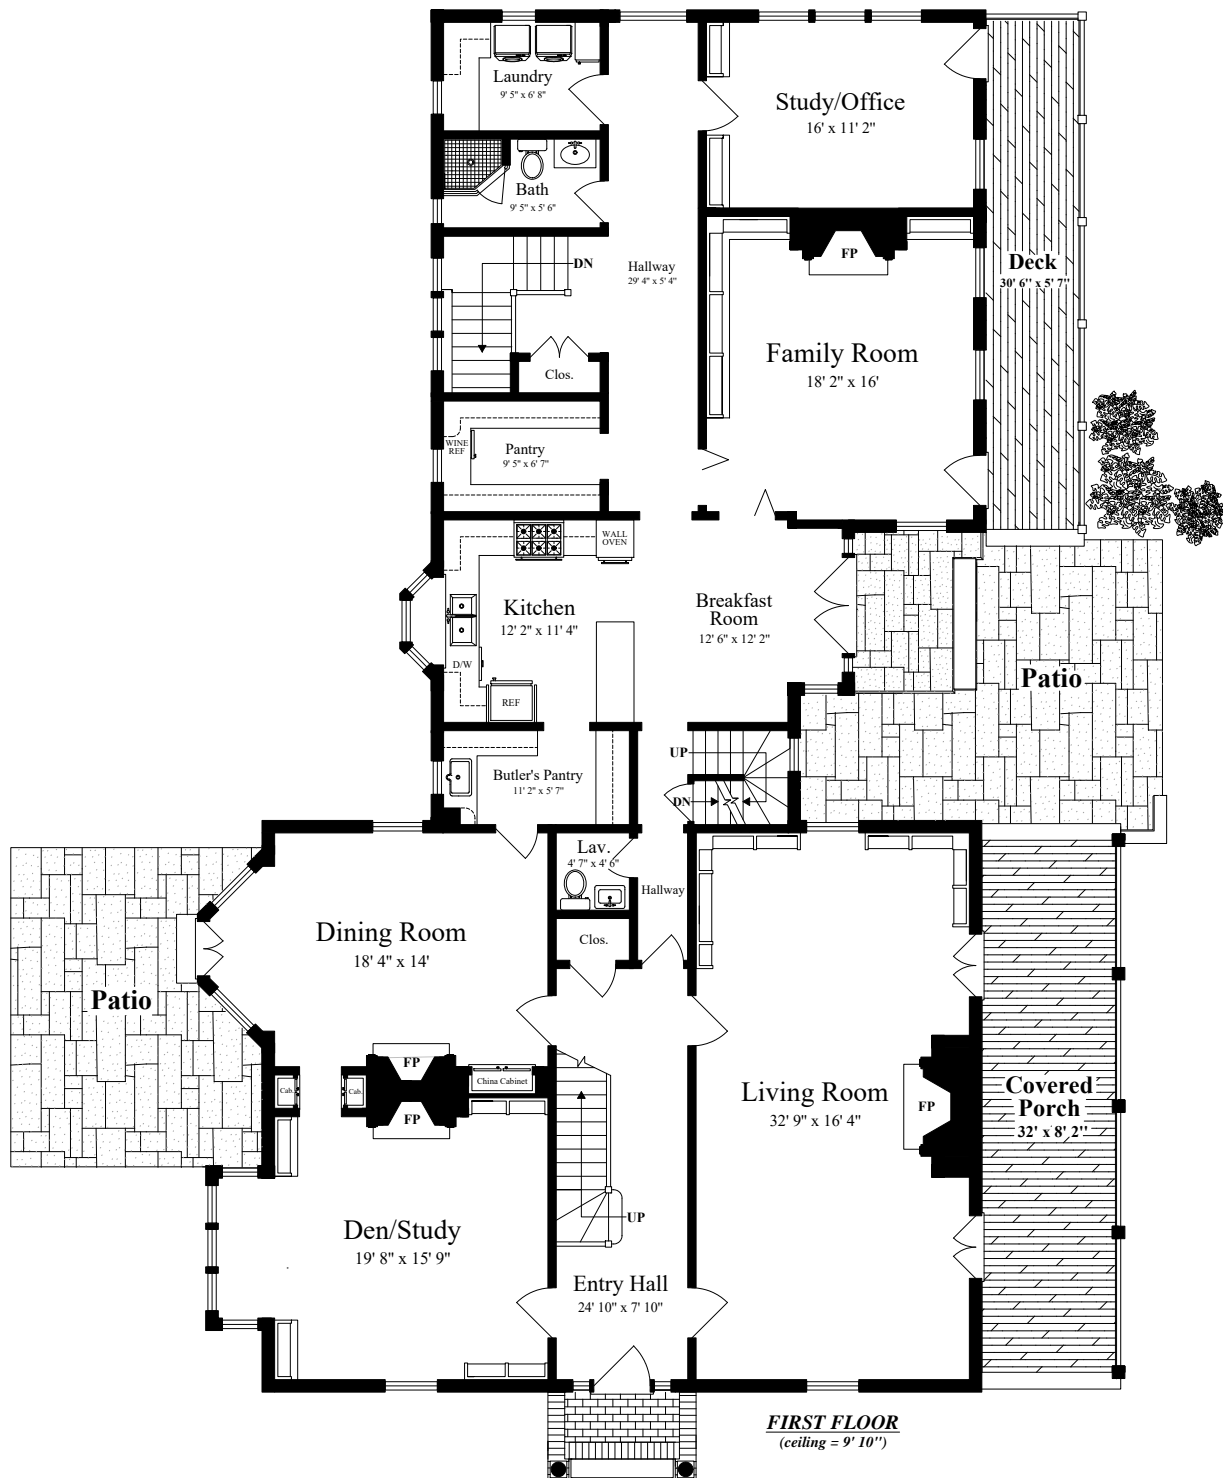 Laundry
9' 5" x 6' 8"
Study/Office
16' x 11' 2"
Bath
9' 5" x 5' 6"
DN
Hallway
29' 4" x 5' 4"
FP
Deck
30' 6" x 5' 7"
Family Room
18' 2" x 16'
Clos.
WINE
REF
Pantry
9' 5" x 6' 7"
WALL
OVEN
Kitchen
12' 2" x 11' 4"
Breakfast
Room
12' 6" x 12' 2"
D/W
REF
Patio
UP
Butler's Pantry
11' 2" x 5' 7"
DN
Lav.
4' 7" x 4' 6"
Hallway
Clos.
Dining Room
18' 4" x 14'
Patio
FP
Cab.
Cab.
China Cabinet
FP
Living Room
32' 9" x 16' 4"
FP
Covered
Porch
32' x 8' 2"
UP
Den/Study
19' 8" x 15' 9"
Entry Hall
24' 10" x 7' 10"
FIRST FLOOR
(ceiling = 9' 10")